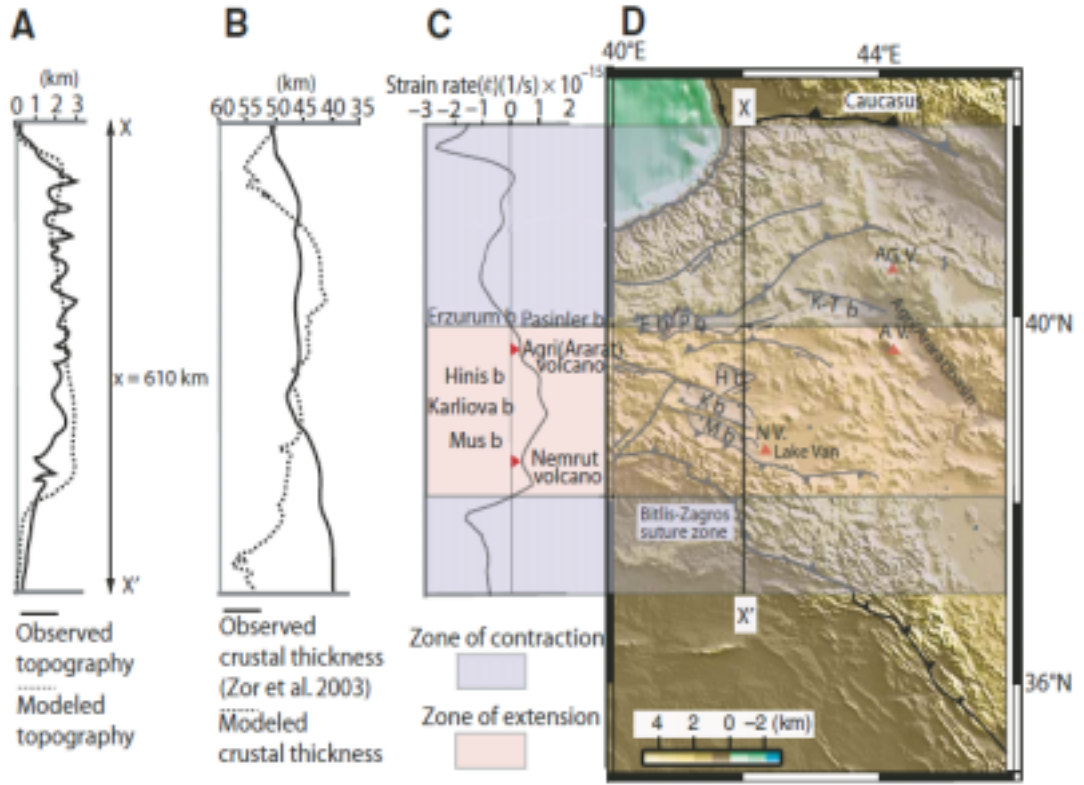 A
B
C
D
40°E
44°E
(km)
0 1 2 3
(km)
60 55 50 45 40 35
Strain rate(ε̇)(1/s) × 10⁻¹⁵
−3 −2 −1 0 1 2
X
X
Caucasus
AG.V.
K-T b
E b P b
Erzurum b
Pasinler b
40°N
A.V.
Agri(Ararat)
volcano
x = 610 km
Hinis b
H b
Karliova b
K b
Mus b
M b
N.V.
Lake Van
Nemrut
volcano
Bitlis-Zagros
suture zone
X'
X'
36°N
Observed
topography
Modeled
topography
Observed
crustal thickness
(Zor et al. 2003)
Modeled
crustal thickness
Zone of contraction
Zone of extension
4 2 0 −2 (km)